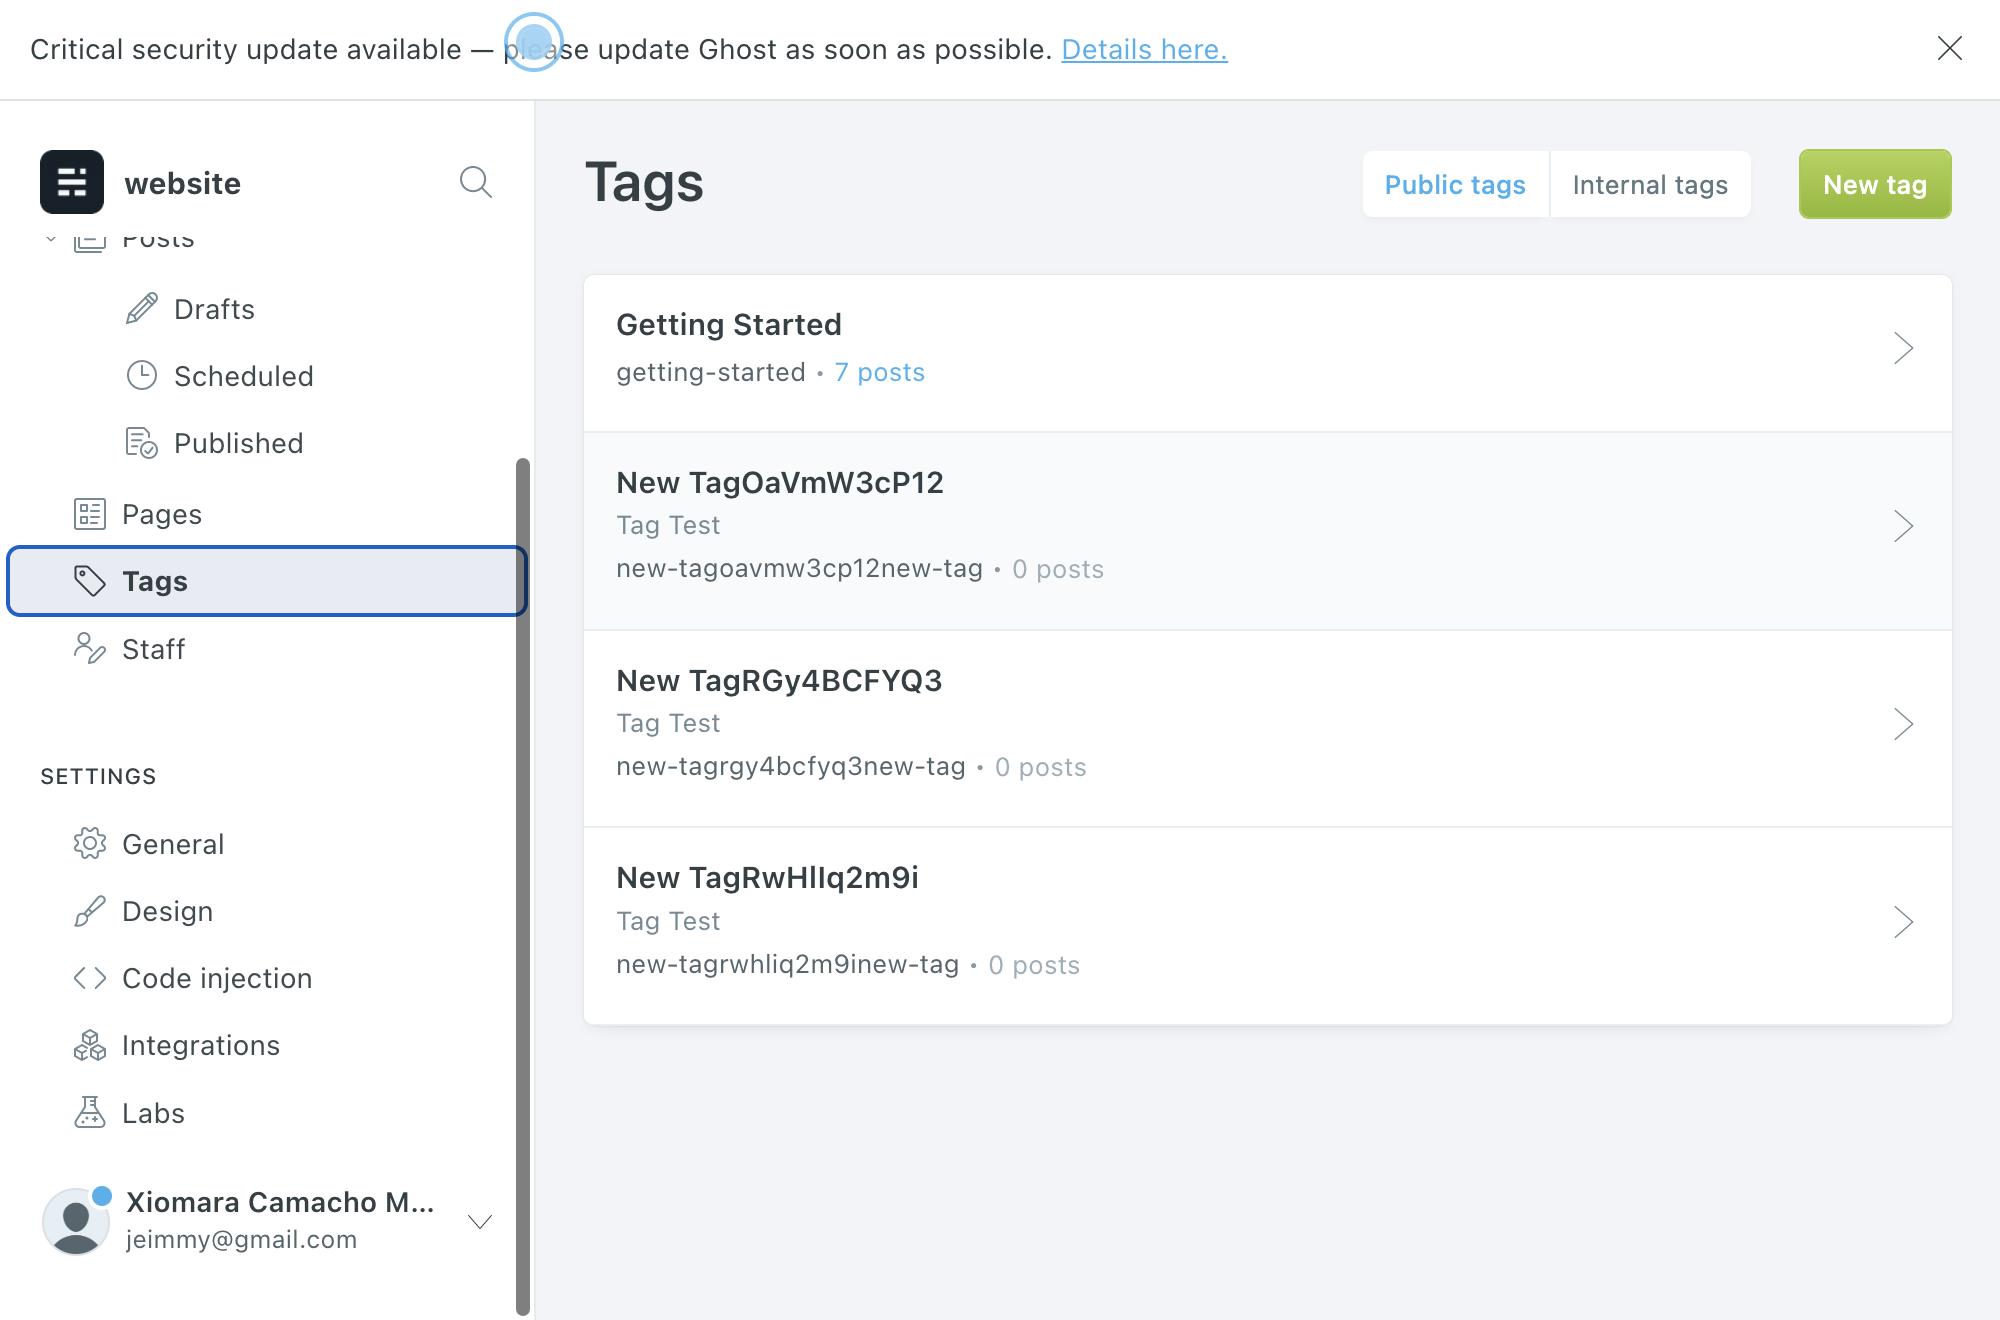 Critical security update available — please update Ghost as soon as possible. Details here.
website
Posts
Drafts
Scheduled
Published
Pages
Tags
Staff
SETTINGS
General
Design
Code injection
Integrations
Labs
Xiomara Camacho M...
jeimmy@gmail.com
Tags
Public tags
Internal tags
New tag
Getting Started
getting-started • 7 posts
New TagOaVmW3cP12
Tag Test
new-tagoavmw3cp12new-tag • 0 posts
New TagRGy4BCFYQ3
Tag Test
new-tagrgy4bcfyq3new-tag • 0 posts
New TagRwHlIq2m9i
Tag Test
new-tagrwhliq2m9inew-tag • 0 posts